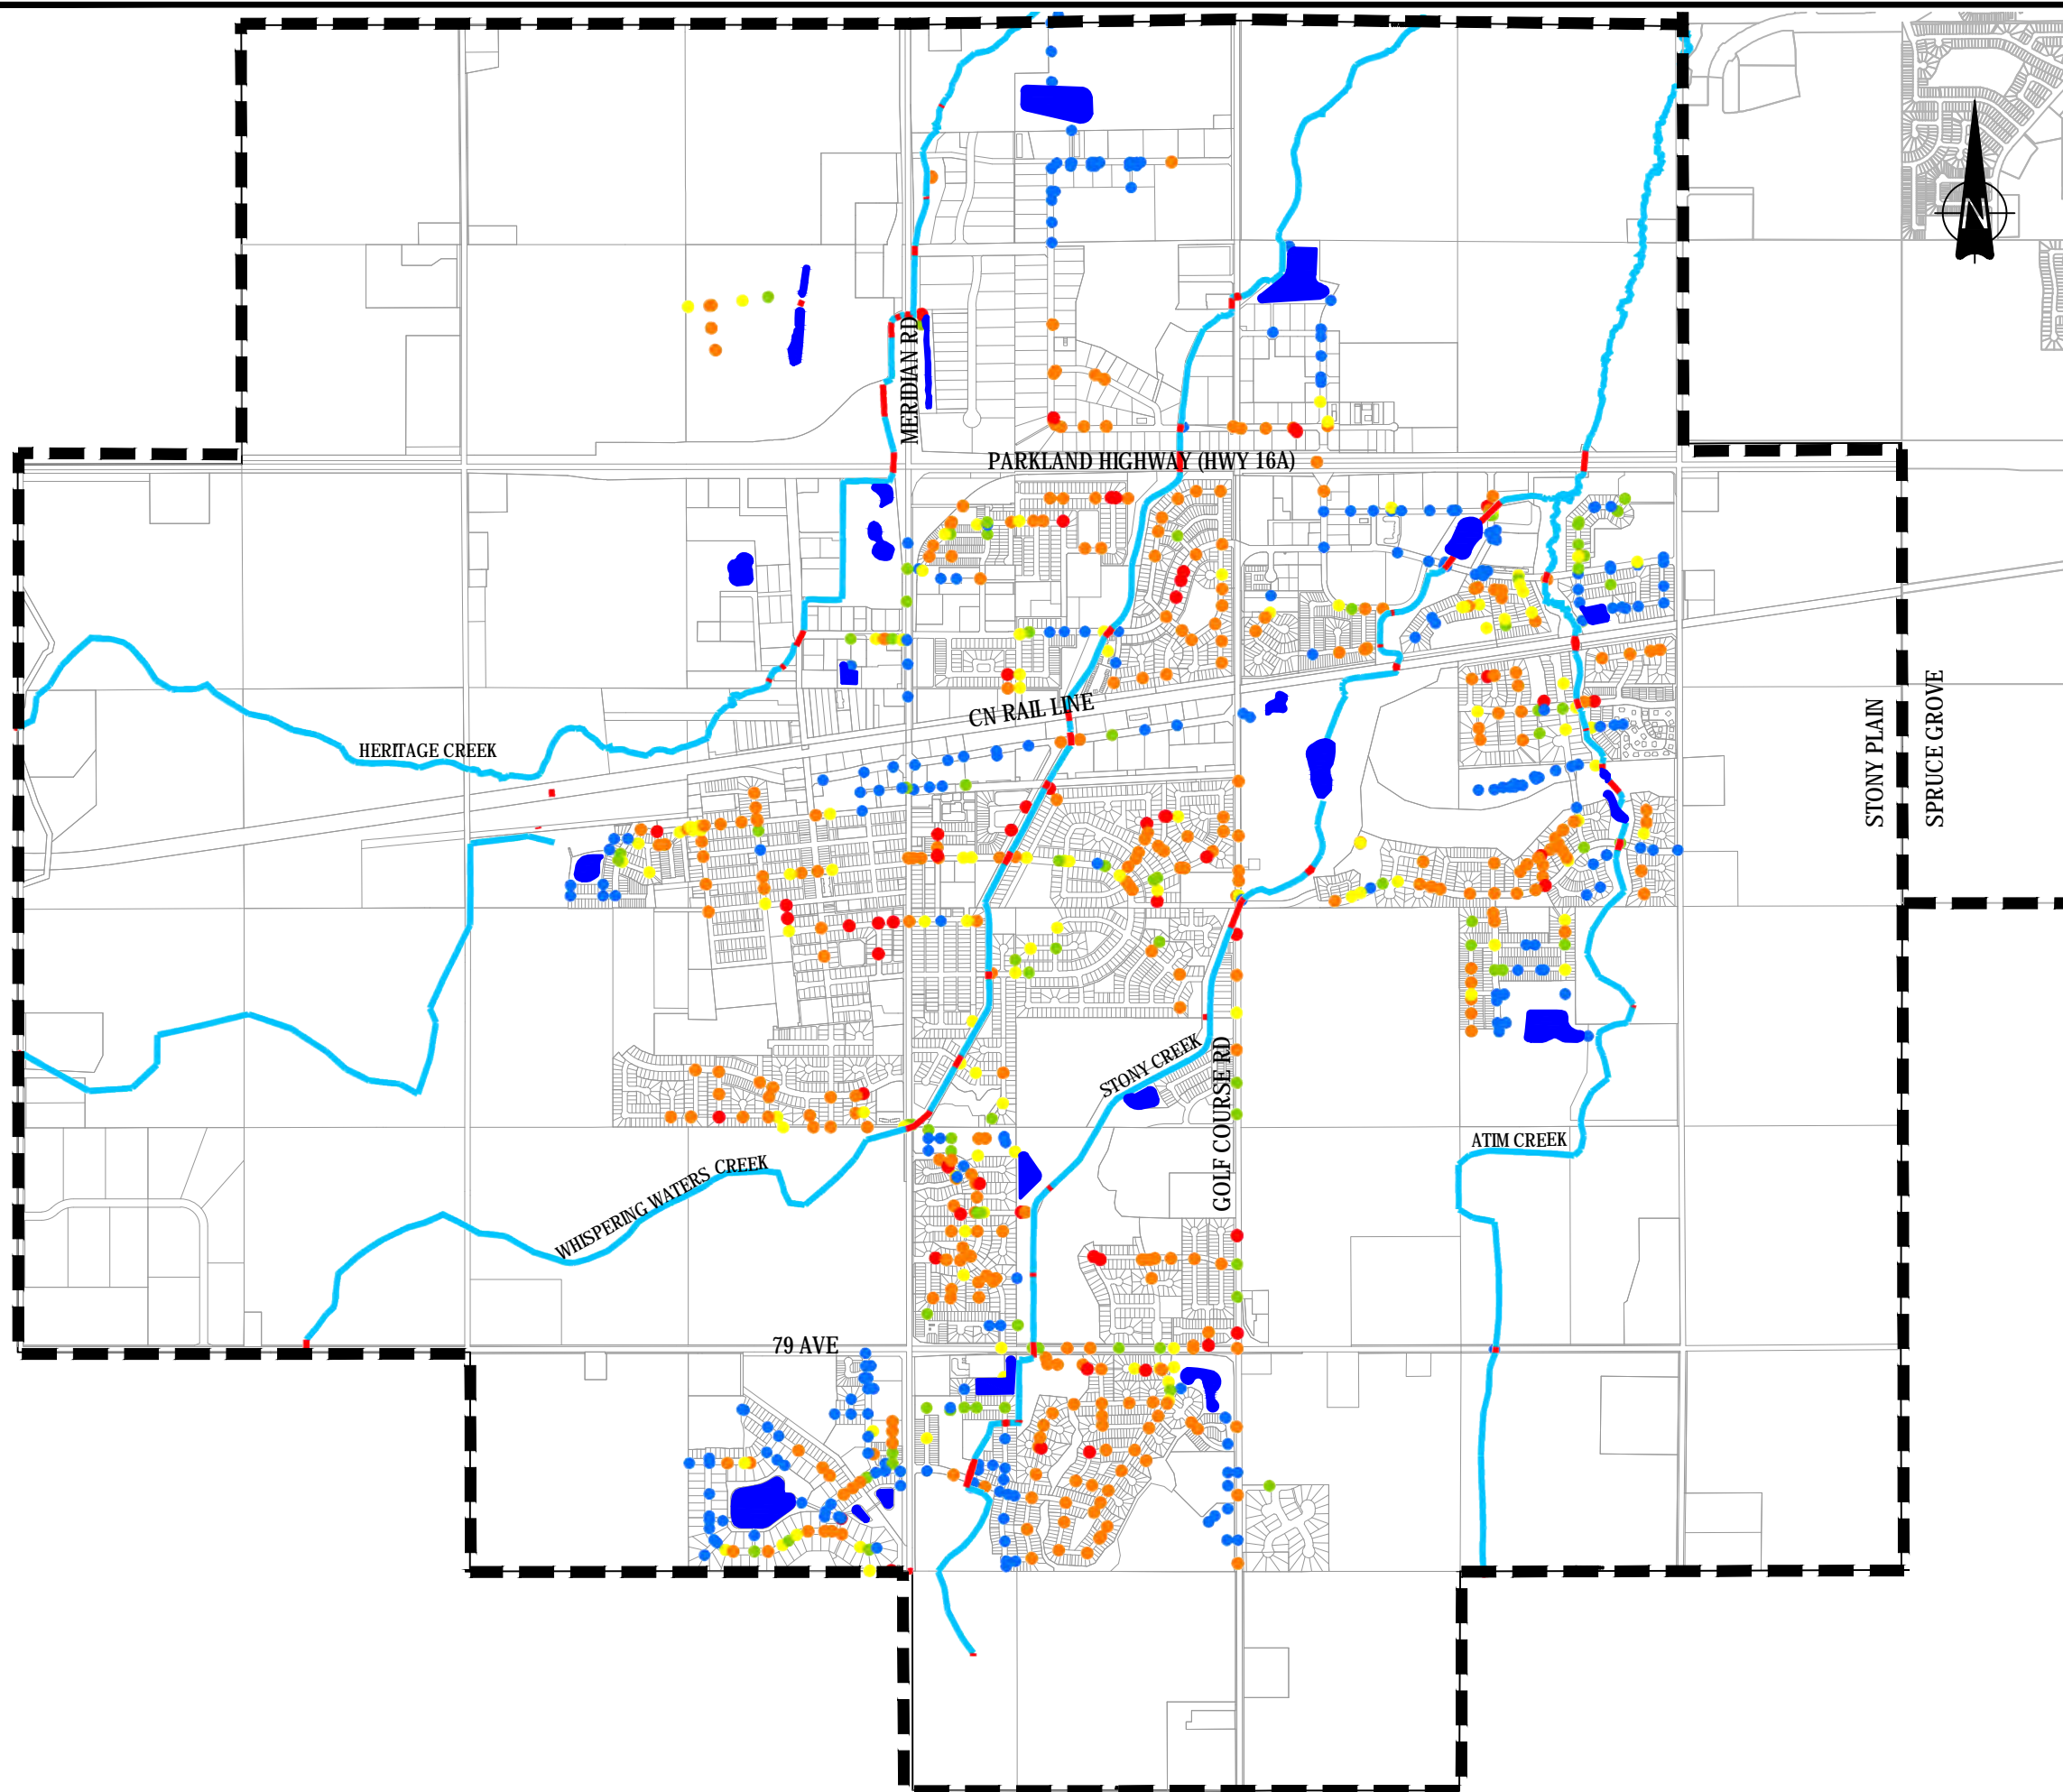 N
MERIDIAN RD
PARKLAND HIGHWAY (HWY 16A)
CN RAIL LINE
HERITAGE CREEK
STONY PLAIN
SPRUCE GROVE
STONY CREEK
GOLF COURSE RD
ATIM CREEK
WHISPERING WATERS CREEK
79 AVE